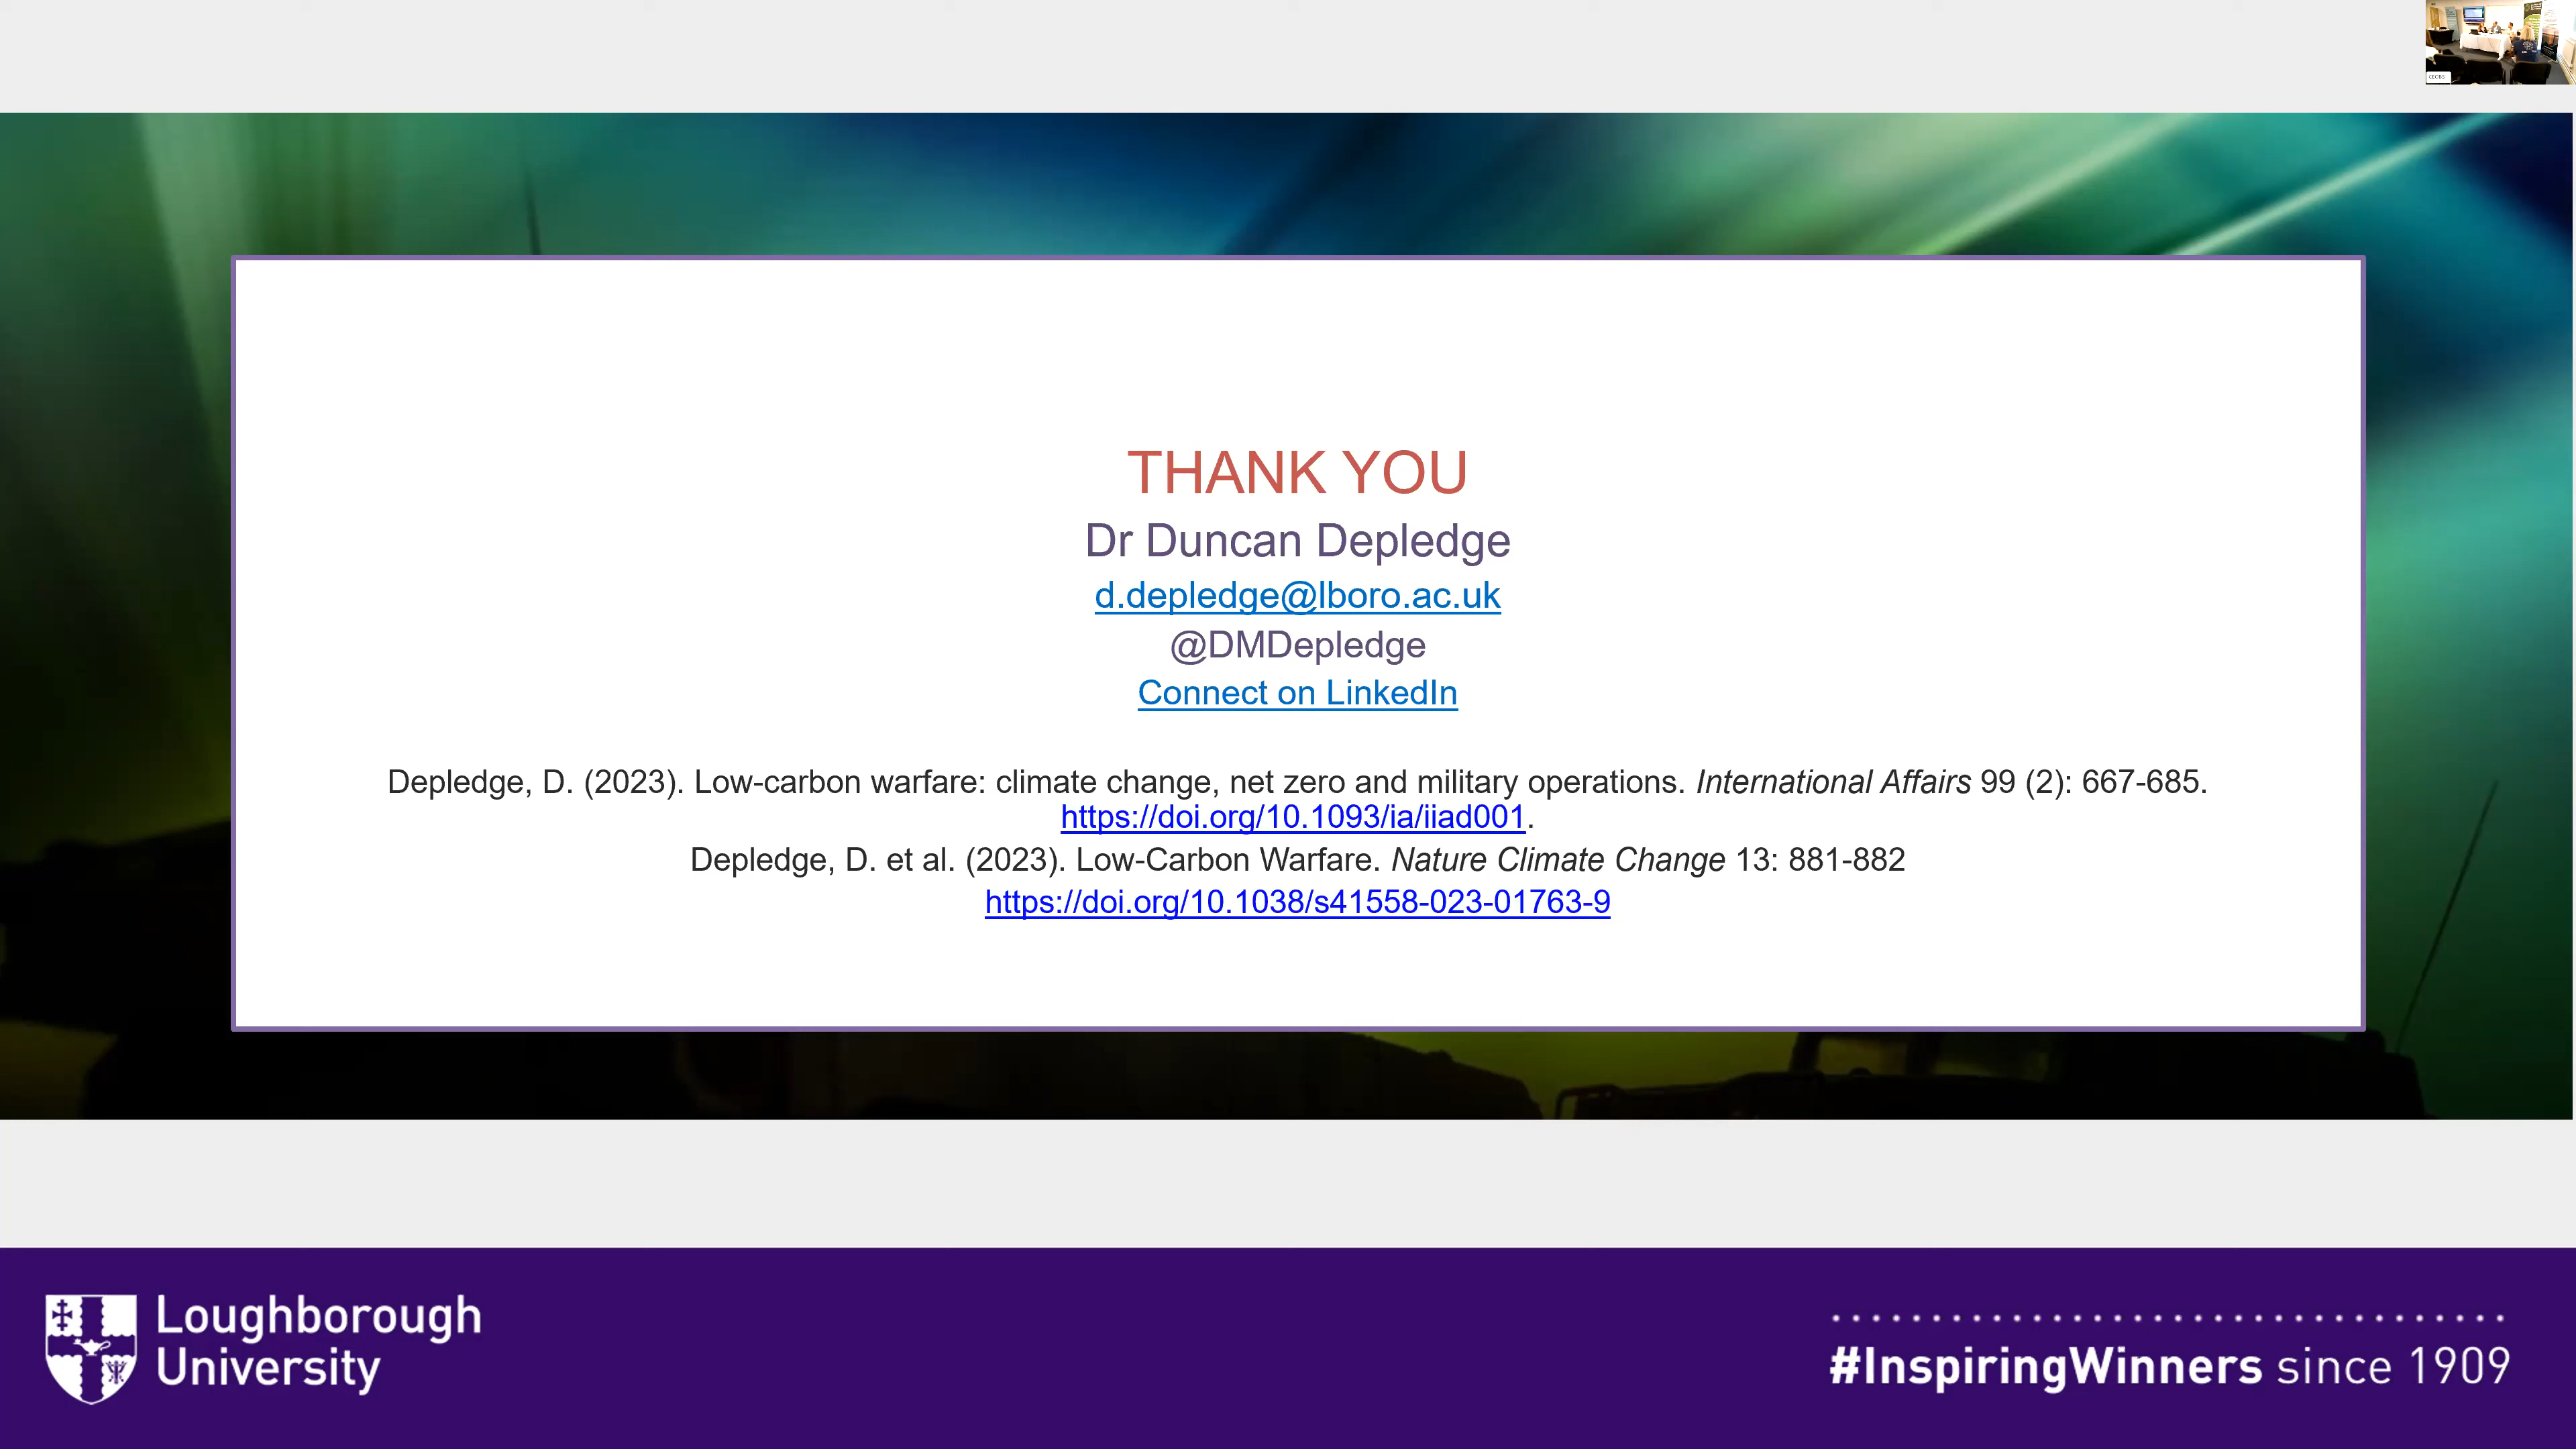 THANK YOU
Dr Duncan Depledge
d.depledge@lboro.ac.uk
@DMDepledge
Connect on LinkedIn
Depledge, D. (2023). Low-carbon warfare: climate change, net zero and military operations. International Affairs 99 (2): 667-685.
https://doi.org/10.1093/ia/iiad001.
Depledge, D. et al. (2023). Low-Carbon Warfare. Nature Climate Change 13: 881-882
https://doi.org/10.1038/s41558-023-01763-9
Loughborough
University
#InspiringWinners since 1909